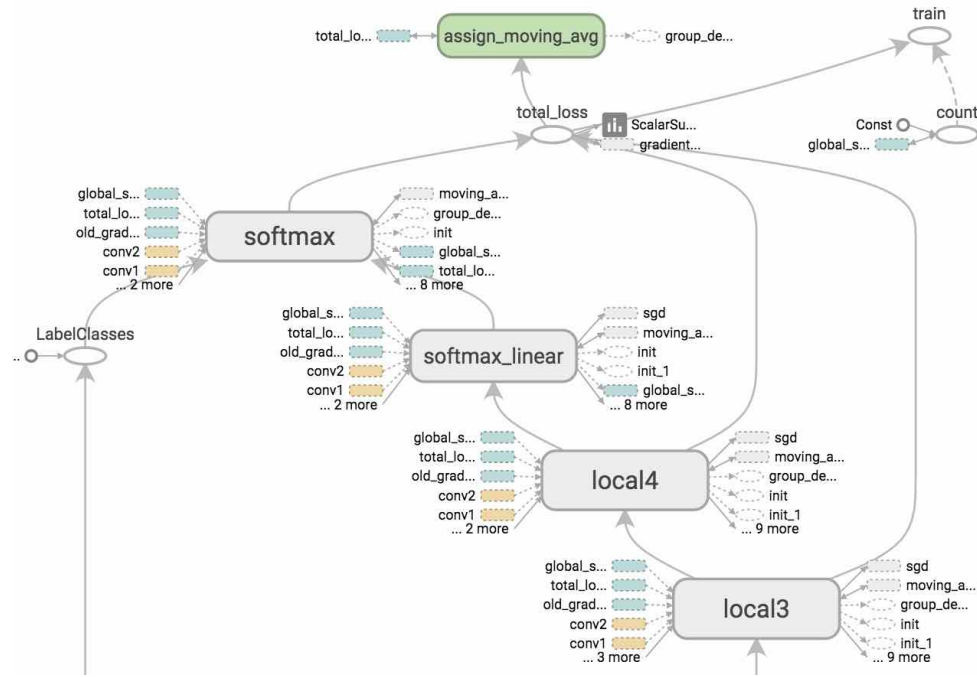 train
total_lo...
assign_moving_avg
group_de...
total_loss
ScalarSu...
gradient...
Const
count
global_s...
global_s...
total_lo...
old_grad...
conv2
conv1
... 2 more
softmax
moving_a...
group_de...
init
global_s...
total_lo...
... 8 more
LabelClasses
..
global_s...
total_lo...
old_grad...
conv2
conv1
... 2 more
softmax_linear
sgd
moving_a...
init
init_1
global_s...
... 8 more
global_s...
total_lo...
old_grad...
conv2
conv1
... 2 more
local4
sgd
moving_a...
group_de...
init
init_1
... 9 more
global_s...
total_lo...
old_grad...
conv2
conv1
... 3 more
local3
sgd
moving_a...
group_de...
init
init_1
... 9 more